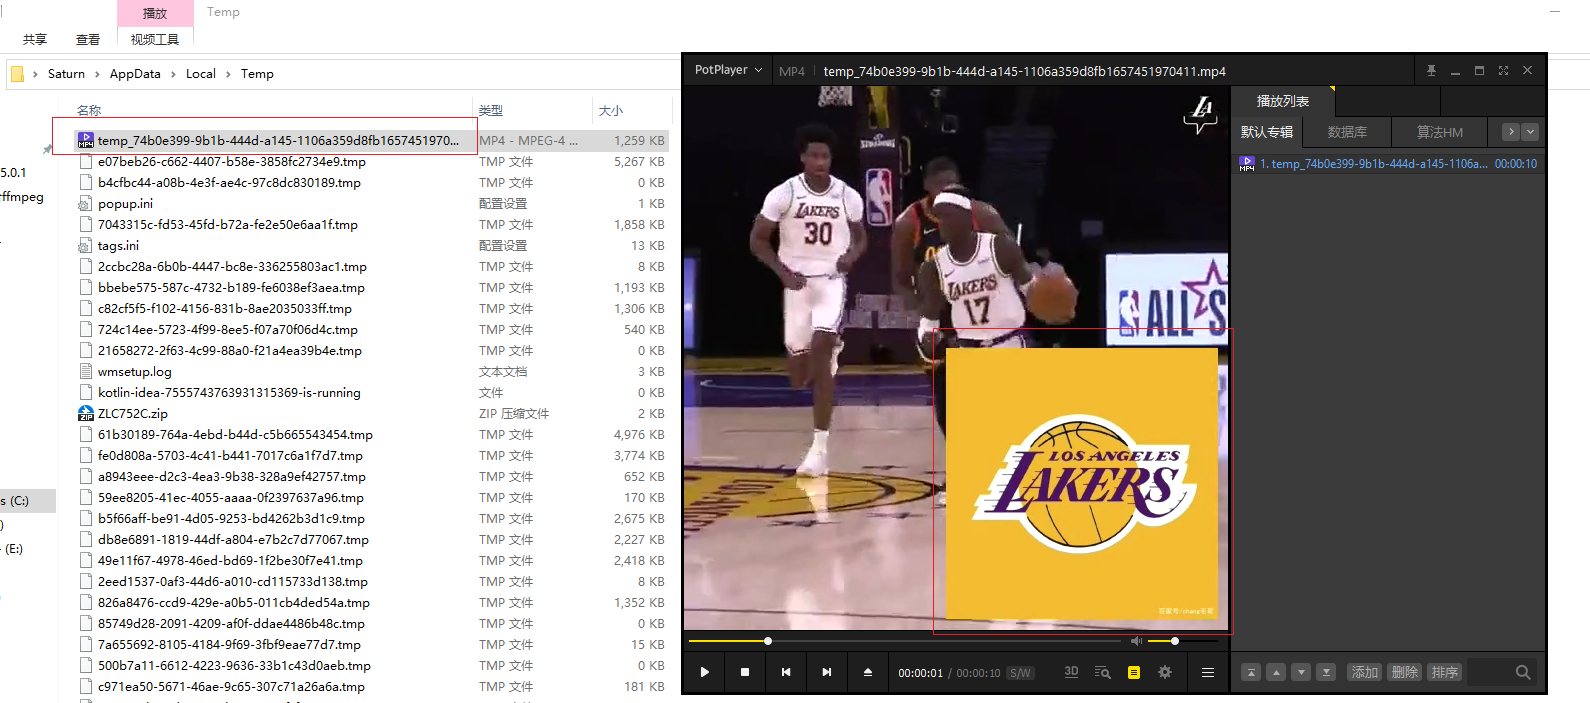 播放
Temp
共享
查看
视频工具
Saturn › AppData › Local › Temp
名称
类型
大小
temp_74b0e399-9b1b-444d-a145-1106a359d8fb1657451970... MP4 - MPEG-4 ... 1,259 KB
e07beb26-c662-4407-b58e-3858fc2734e9.tmp TMP 文件 5,267 KB
b4cfbc44-a08b-4e3f-ae4c-97c8dc830189.tmp TMP 文件 0 KB
popup.ini 配置设置 1 KB
7043315c-fd53-45fd-b72a-fe2e50e6aa1f.tmp TMP 文件 1,858 KB
tags.ini 配置设置 13 KB
2ccbc28a-6b0b-4447-bc8e-336255803ac1.tmp TMP 文件 8 KB
bbebe575-587c-4732-b189-fe6038ef3aea.tmp TMP 文件 1,193 KB
c82cf5f5-f102-4156-831b-8ae2035033ff.tmp TMP 文件 1,306 KB
724c14ee-5723-4f99-8ee5-f07a70f06d4c.tmp TMP 文件 540 KB
21658272-2f63-4c99-88a0-f21a4ea39b4e.tmp TMP 文件 0 KB
wmsetup.log 文本文档 3 KB
kotlin-idea-7555743763931315369-is-running 文件 0 KB
ZLC752C.zip ZIP 压缩文件 2 KB
61b30189-764a-4ebd-b44d-c5b665543454.tmp TMP 文件 4,976 KB
fe0d808a-5703-4c41-b441-7017c6a1f7d7.tmp TMP 文件 3,774 KB
a8943eee-d2c3-4ea3-9b38-328a9ef42757.tmp TMP 文件 652 KB
59ee8205-41ec-4055-aaaa-0f2397637a96.tmp TMP 文件 170 KB
b5f66aff-be91-4d05-9253-bd4262b3d1c9.tmp TMP 文件 2,675 KB
db8e6891-1819-44df-a804-e7b2c7d77067.tmp TMP 文件 2,227 KB
49e11f67-4978-46ed-bd69-1f2be30f7e41.tmp TMP 文件 2,418 KB
2eed1537-0af3-44d6-a010-cd115733d138.tmp TMP 文件 8 KB
826a8476-ccd9-429e-a0b5-011cb4ded54a.tmp TMP 文件 1,352 KB
85749d28-2091-4209-af0f-ddae4486b48c.tmp TMP 文件 0 KB
7a655692-8105-4184-9f69-3fbf9eae77d7.tmp TMP 文件 15 KB
500b7a11-6612-4223-9636-33b1c43d0aeb.tmp TMP 文件 0 KB
c971ea50-5671-46ae-9c65-307c71a26a6a.tmp TMP 文件 181 KB
5.0.1
ffmpeg
s (C:)
)
(E:)
PotPlayer
MP4
temp_74b0e399-9b1b-444d-a145-1106a359d8fb1657451970411.mp4
LA
SPALDING
NBA
LAKERS
30
LAKERS
17
ALL-S
LOS ANGELES
LAKERS
00:00:01 / 00:00:10 S/W
3D
播放列表
默认专辑
数据库
算法HM
1. temp_74b0e399-9b1b-444d-a145-1106a... 00:00:10
添加
删除
排序